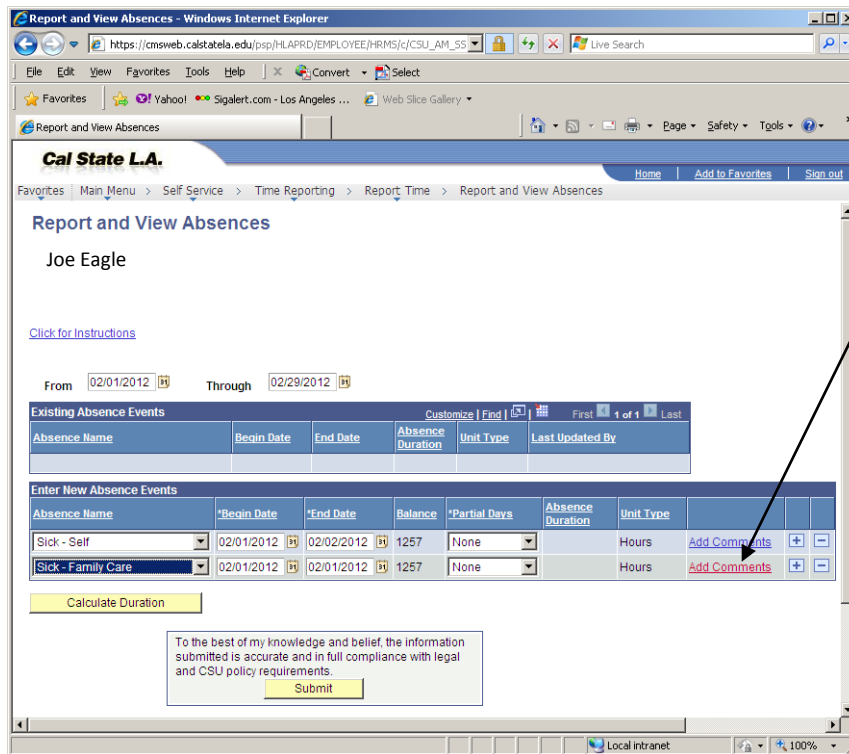 Report and View Absences - Windows Internet Explorer
https://cmsweb.calstatela.edu/psp/HLAPRD/EMPLOYEE/HRMS/c/CSU_AM_SS
Live Search
File Edit View Favorites Tools Help Convert Select
Favorites Yahoo! Sigalert.com - Los Angeles ... Web Slice Gallery
Report and View Absences Page Safety Tools
Cal State L.A.
Home | Add to Favorites | Sign out
Favorites | Main Menu > Self Service > Time Reporting > Report Time > Report and View Absences
Report and View Absences
Joe Eagle
Click for Instructions
From 02/01/2012 Through 02/29/2012
Existing Absence Events Customize | Find | First 1 of 1 Last
Absence Name Begin Date End Date Absence Duration Unit Type Last Updated By
Enter New Absence Events
Absence Name *Begin Date *End Date Balance *Partial Days Absence Duration Unit Type
Sick - Self 02/01/2012 02/02/2012 1257 None Hours Add Comments
Sick - Family Care 02/01/2012 02/01/2012 1257 None Hours Add Comments
Calculate Duration
To the best of my knowledge and belief, the information
submitted is accurate and in full compliance with legal
and CSU policy requirements.
Submit
Local intranet 100%